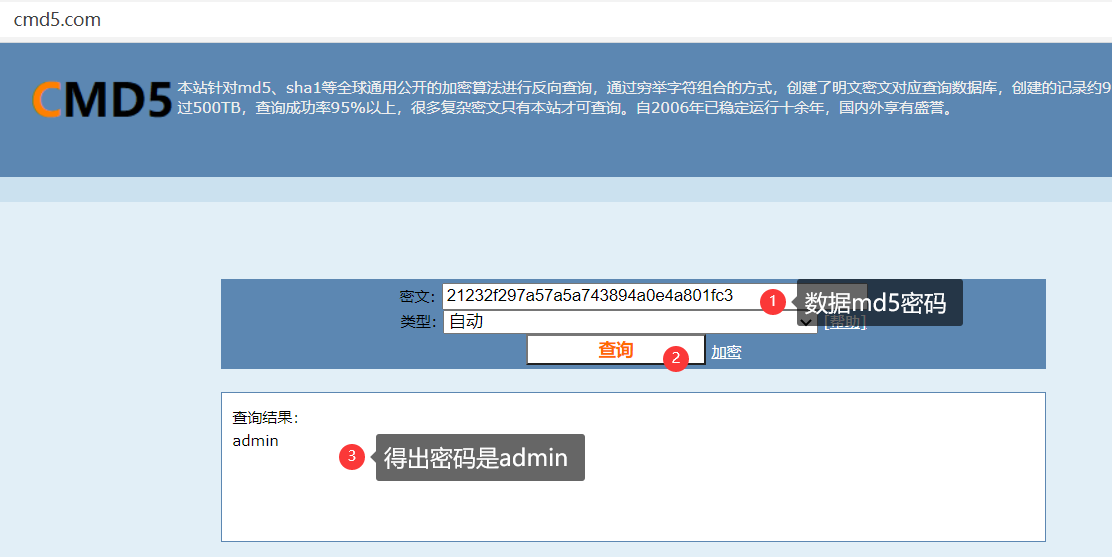 cmd5.com
CMD5
本站针对md5、sha1等全球通用公开的加密算法进行反向查询，通过穷举字符组合的方式，创建了明文密文对应查询数据库，创建的记录约9
过500TB，查询成功率95%以上，很多复杂密文只有本站才可查询。自2006年已稳定运行十余年，国内外享有盛誉。
密文: 21232f297a57a5a743894a0e4a801fc3
1 数据md5密码
类型: 自动 [帮助]
查询 2 加密
查询结果:
admin
3 得出密码是admin